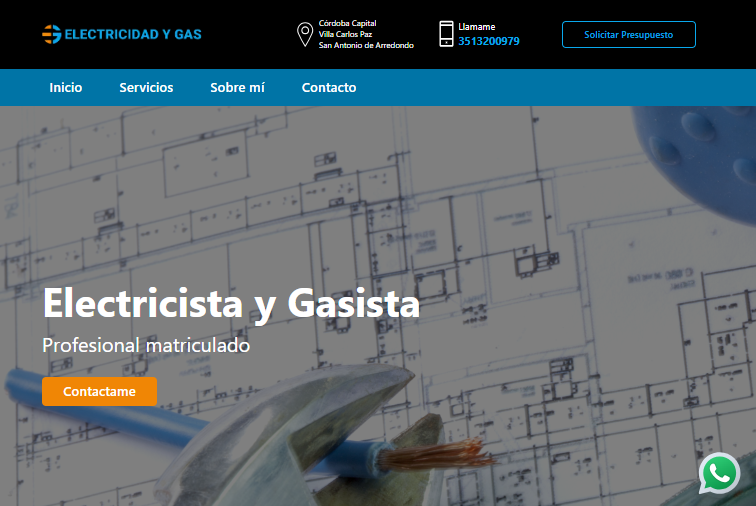 ELECTRICIDAD Y GAS
Córdoba Capital
Villa Carlos Paz
San Antonio de Arredondo
Llamame
3513200979
Solicitar Presupuesto
Inicio
Servicios
Sobre mí
Contacto
Electricista y Gasista
Profesional matriculado
Contactame